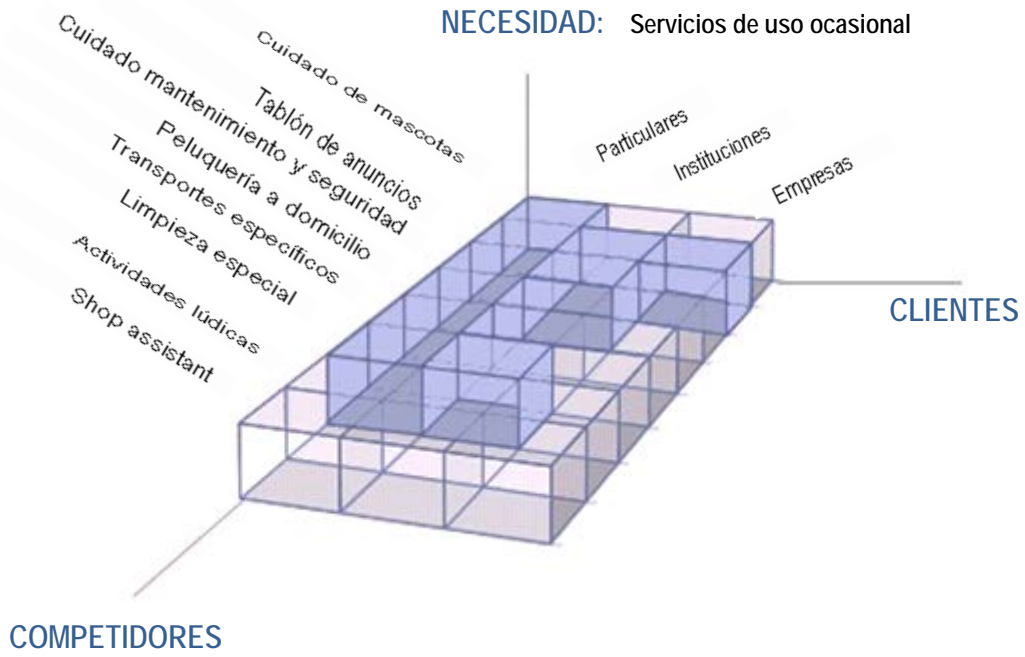 NECESIDAD: Servicios de uso ocasional
Cuidado de mascotas
Tablón de anuncios
Cuidado mantenimiento y seguridad
Peluquería a domicilio
Transportes específicos
Limpieza especial
Actividades lúdicas
Shop assistant
Particulares
Instituciones
Empresas
CLIENTES
COMPETIDORES